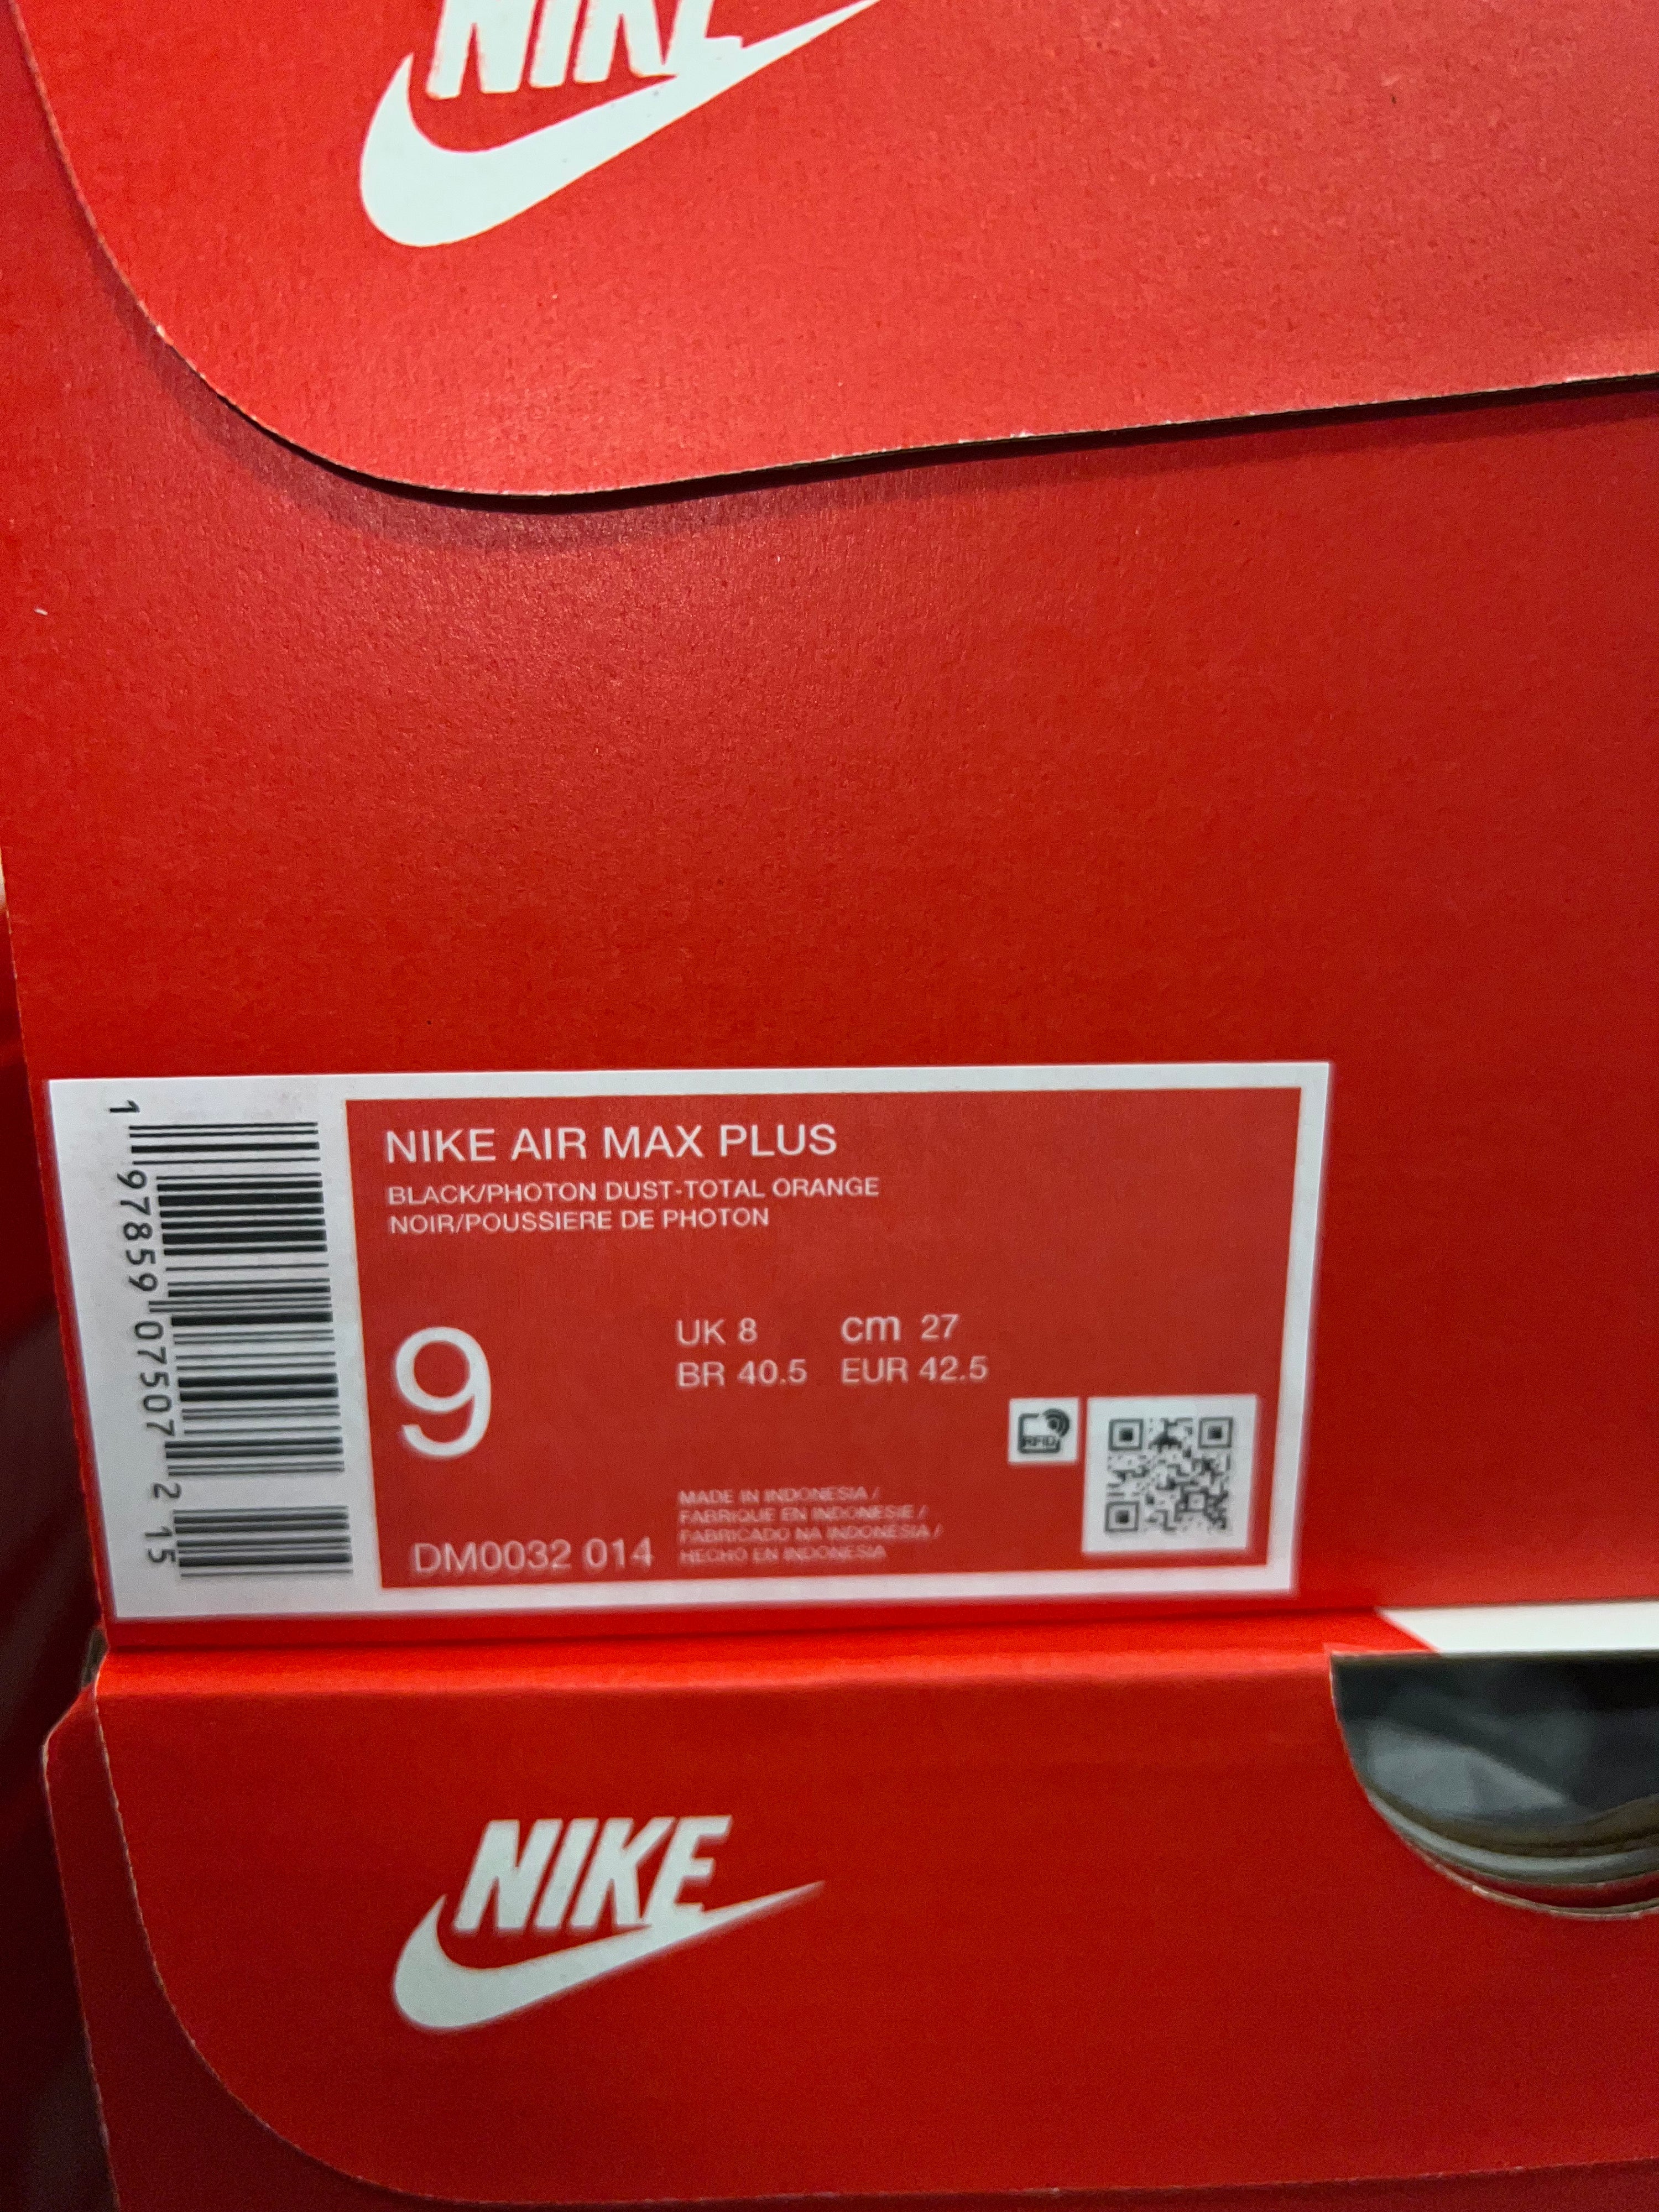 NIKE
NIKE AIR MAX PLUS
BLACK/PHOTON DUST-TOTAL ORANGE
NOIR/POUSSIERE DE PHOTON
9
UK 8 cm 27
BR 40.5 EUR 42.5
RFID
MADE IN INDONESIA /
FABRIQUE EN INDONESIE /
FABRICADO NA INDONÉSIA /
HECHO EN INDONESIA
DM0032 014
1 97859 07507 2 15
NIKE